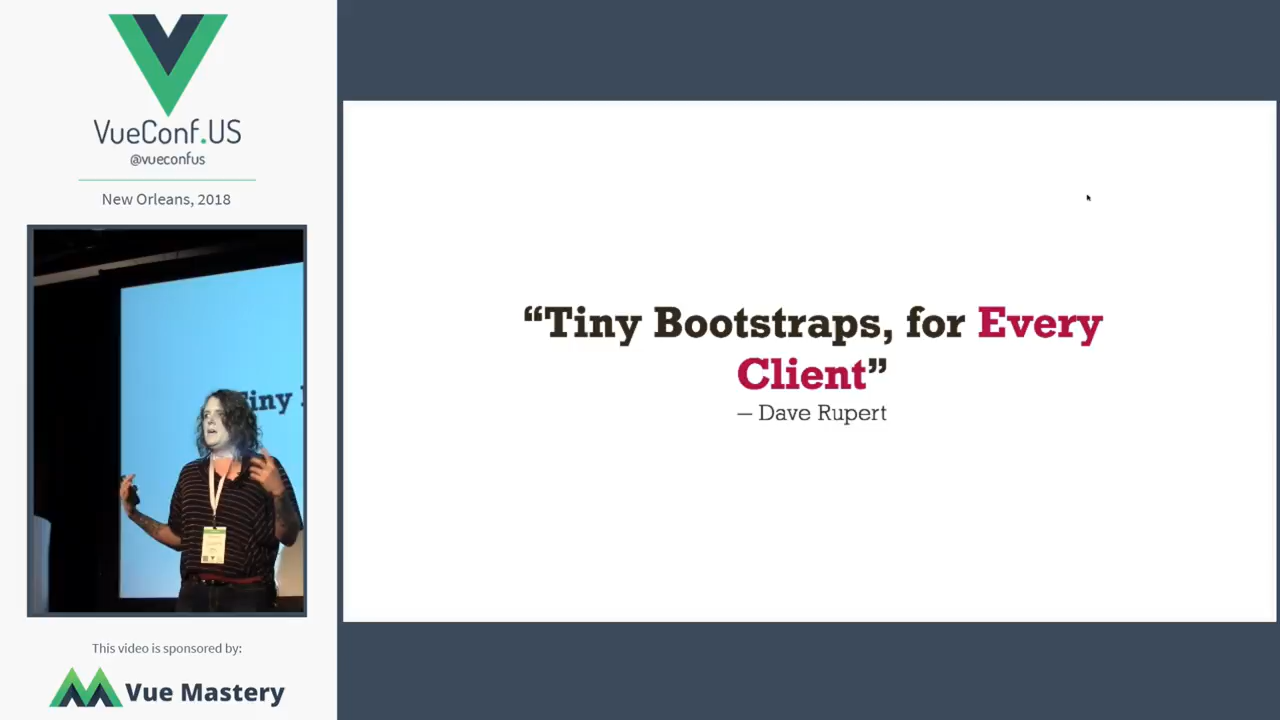 VueConf.US
@vueconfus
New Orleans, 2018
Tiny
This video is sponsored by:
Vue Mastery
“Tiny Bootstraps, for Every
Client”
— Dave Rupert